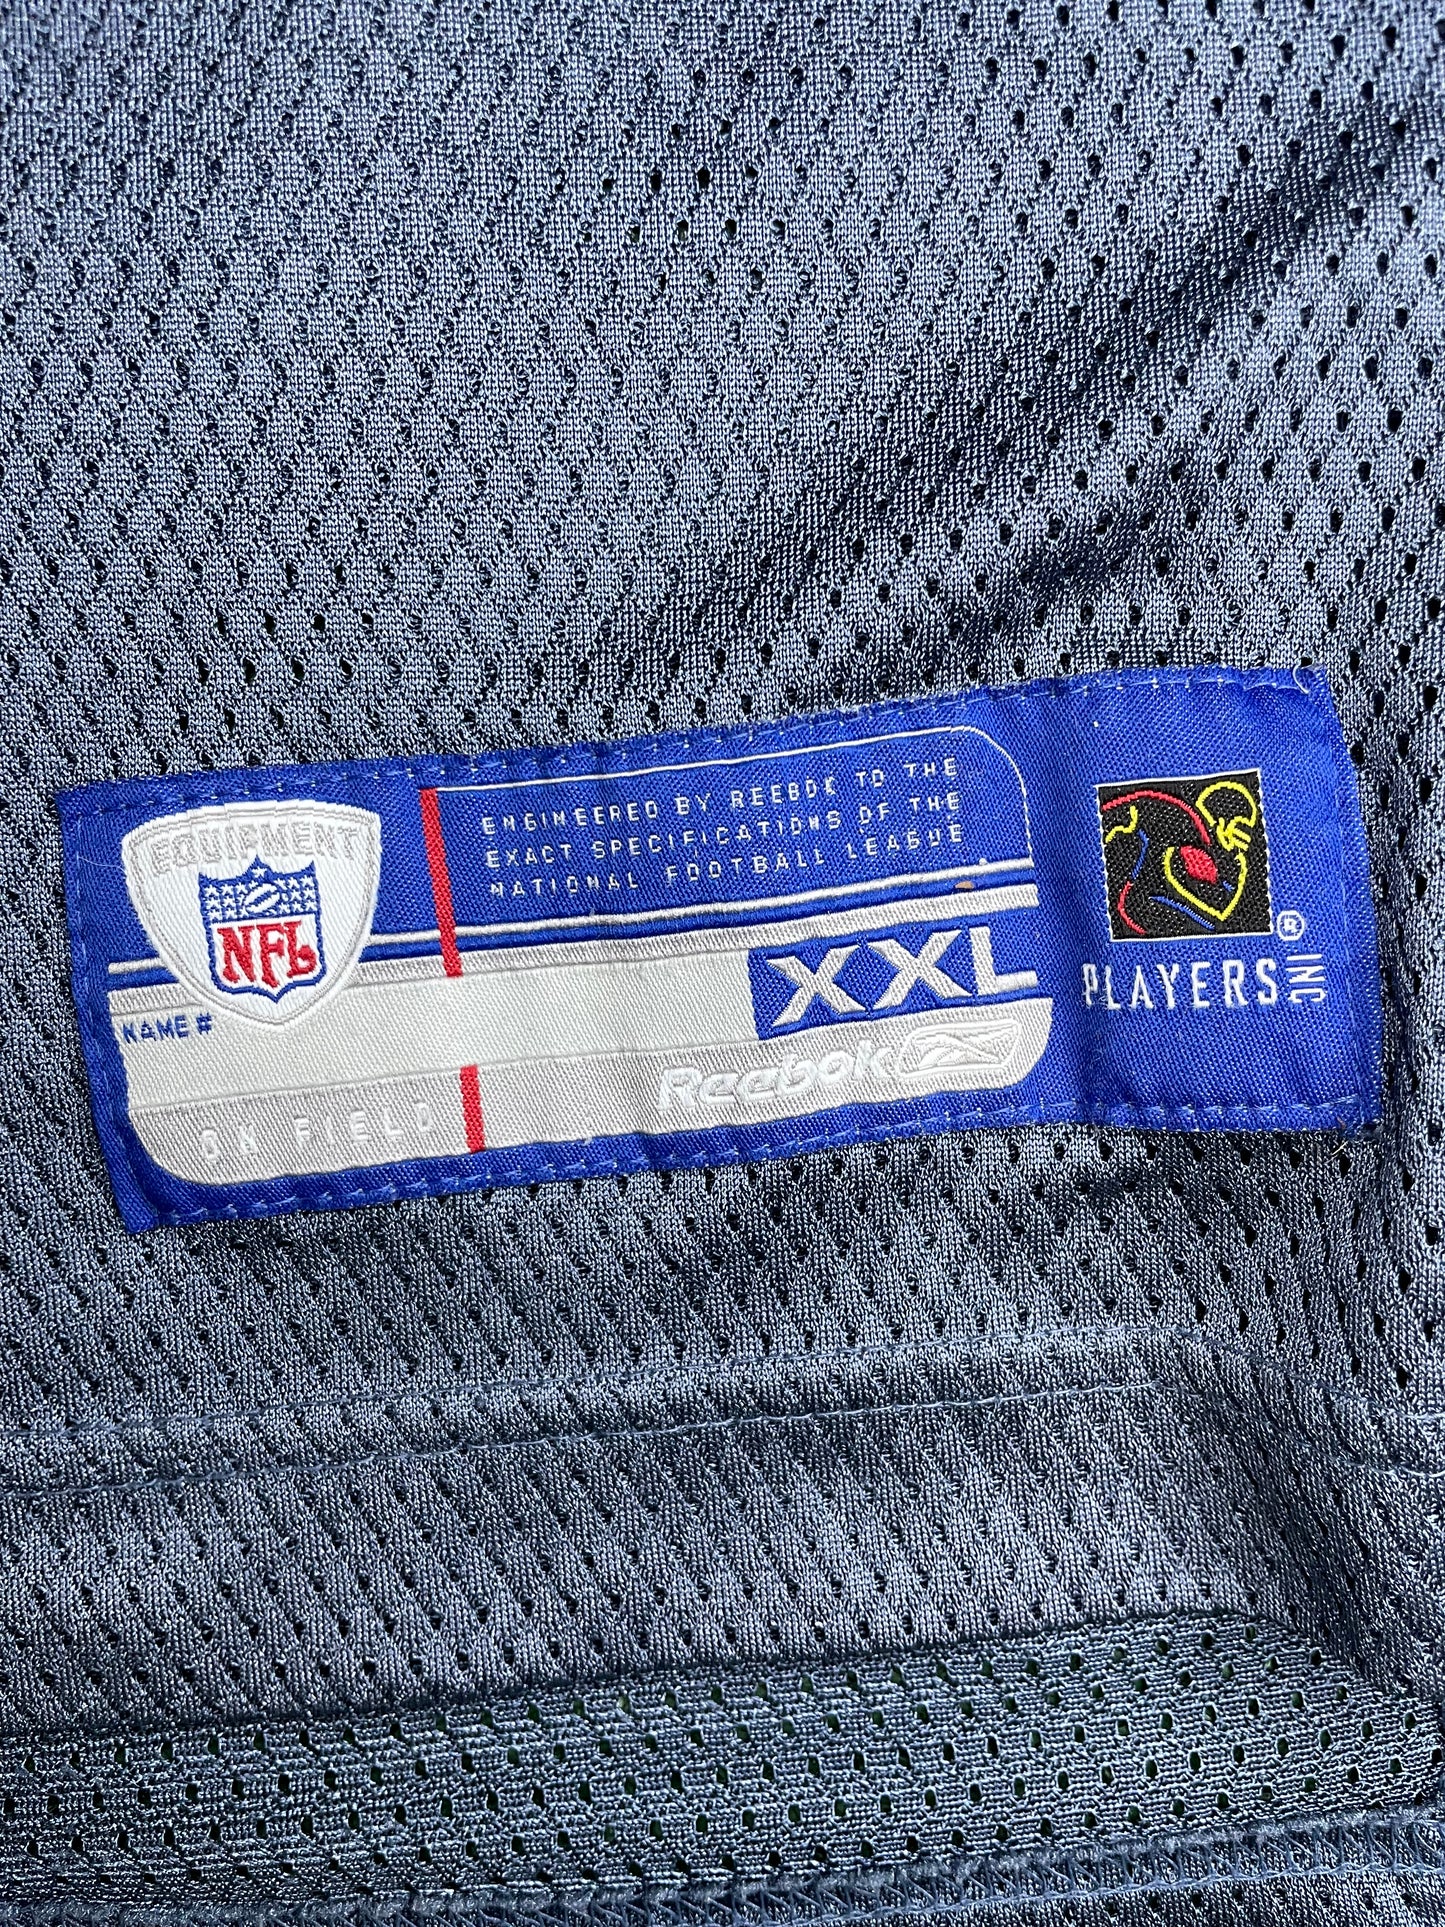 EQUIPMENT
NFL
ENGINEERED BY REEBOK TO THE
EXACT SPECIFICATIONS OF THE
NATIONAL FOOTBALL LEAGUE
NAME #
XXL
Reebok
ON FIELD
PLAYERS ®
INC